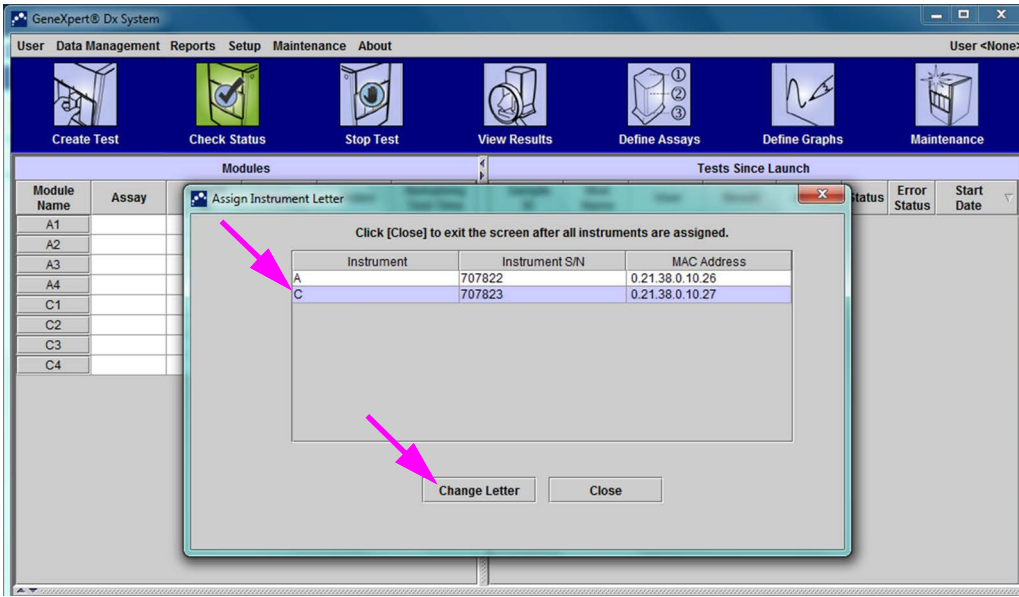 GeneXpert® Dx System
User Data Management Reports Setup Maintenance About User <None>
Create Test Check Status Stop Test View Results Define Assays Define Graphs Maintenance
① ② ③
Modules Tests Since Launch
Module Name Assay Status Error Status Start Date
Assign Instrument Letter
Click [Close] to exit the screen after all instruments are assigned.
Instrument Instrument S/N MAC Address
A 707822 0.21.38.0.10.26
C 707823 0.21.38.0.10.27
A1
A2
A3
A4
C1
C2
C3
C4
Change Letter Close